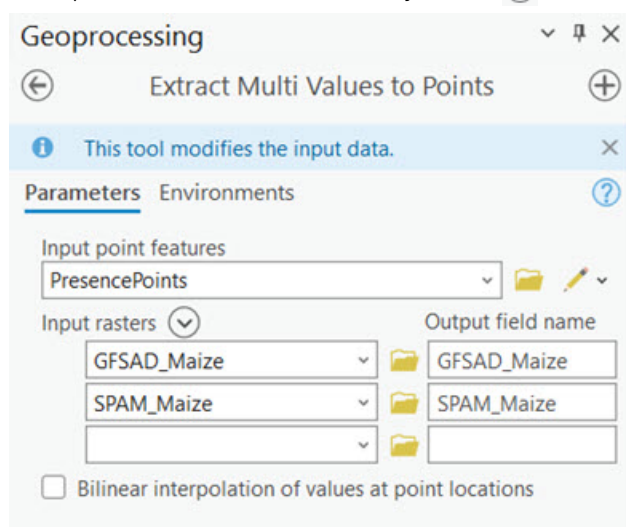 Geoprocessing
Extract Multi Values to Points
This tool modifies the input data.
Parameters Environments
Input point features
PresencePoints
Input rasters Output field name
GFSAD_Maize GFSAD_Maize
SPAM_Maize SPAM_Maize
Bilinear interpolation of values at point locations